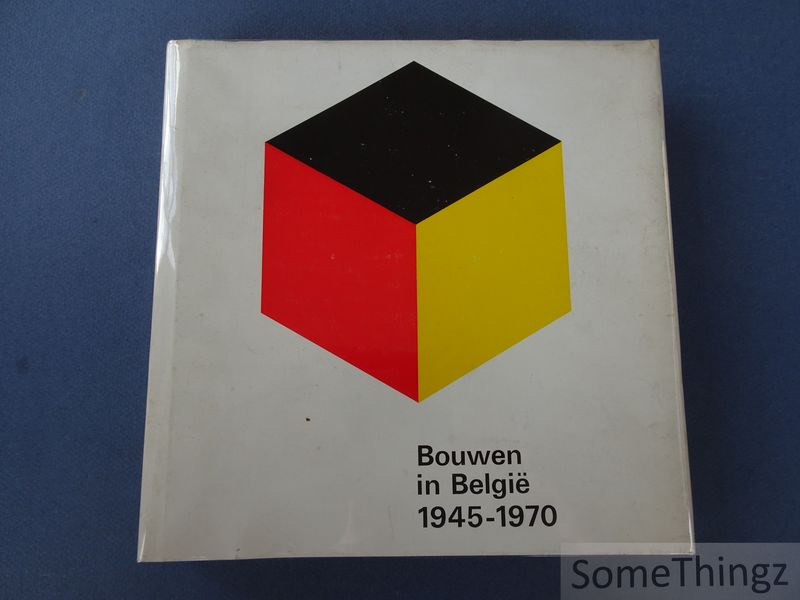 Bouwen
in België
1945-1970
SomeThingz